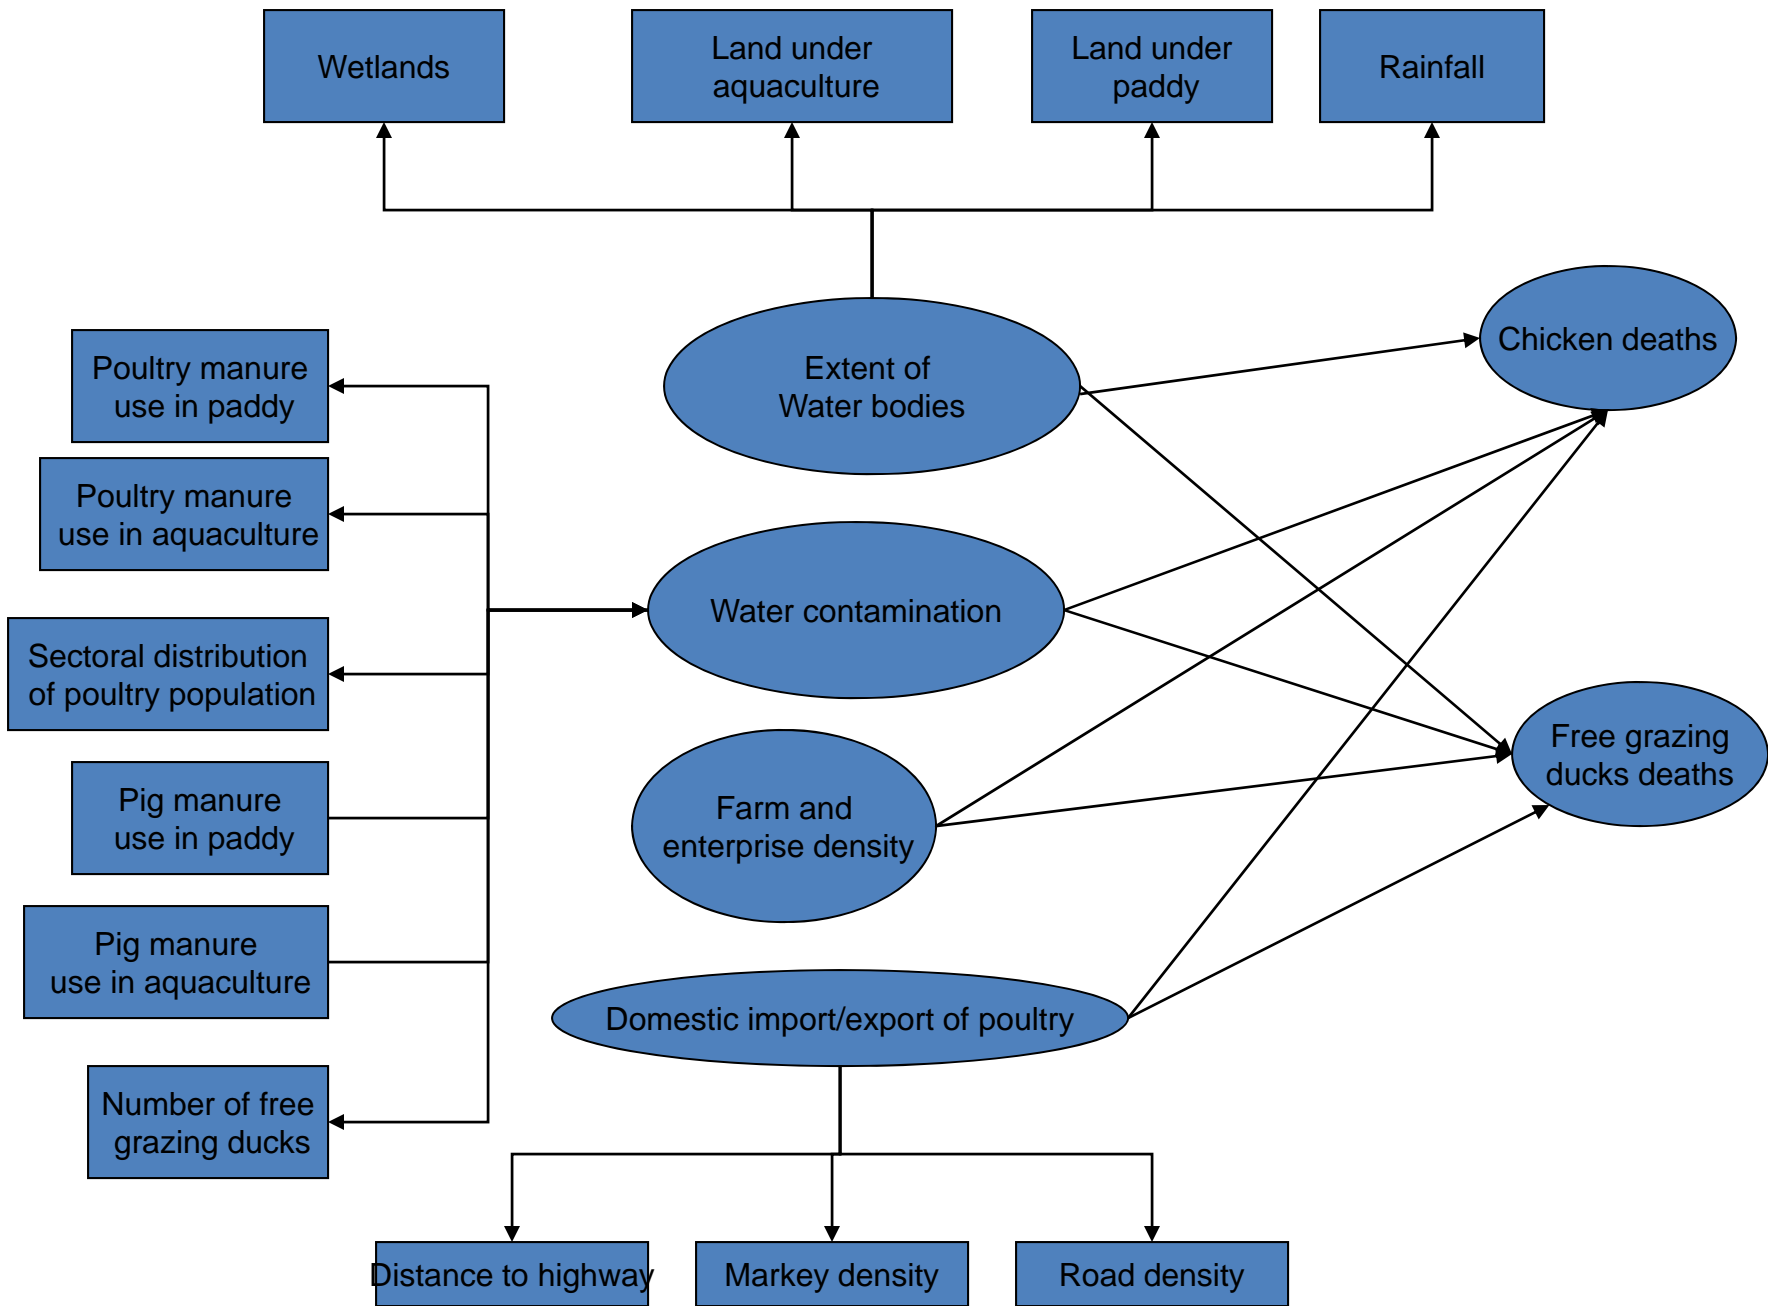 Wetlands
Land under
aquaculture
Land under
paddy
Rainfall
Chicken deaths
Extent of
Water bodies
Poultry manure
use in paddy
Poultry manure
use in aquaculture
Water contamination
Sectoral distribution
of poultry population
Free grazing
ducks deaths
Pig manure
use in paddy
Farm and
enterprise density
Pig manure
use in aquaculture
Domestic import/export of poultry
Number of free
grazing ducks
Distance to highway
Markey density
Road density